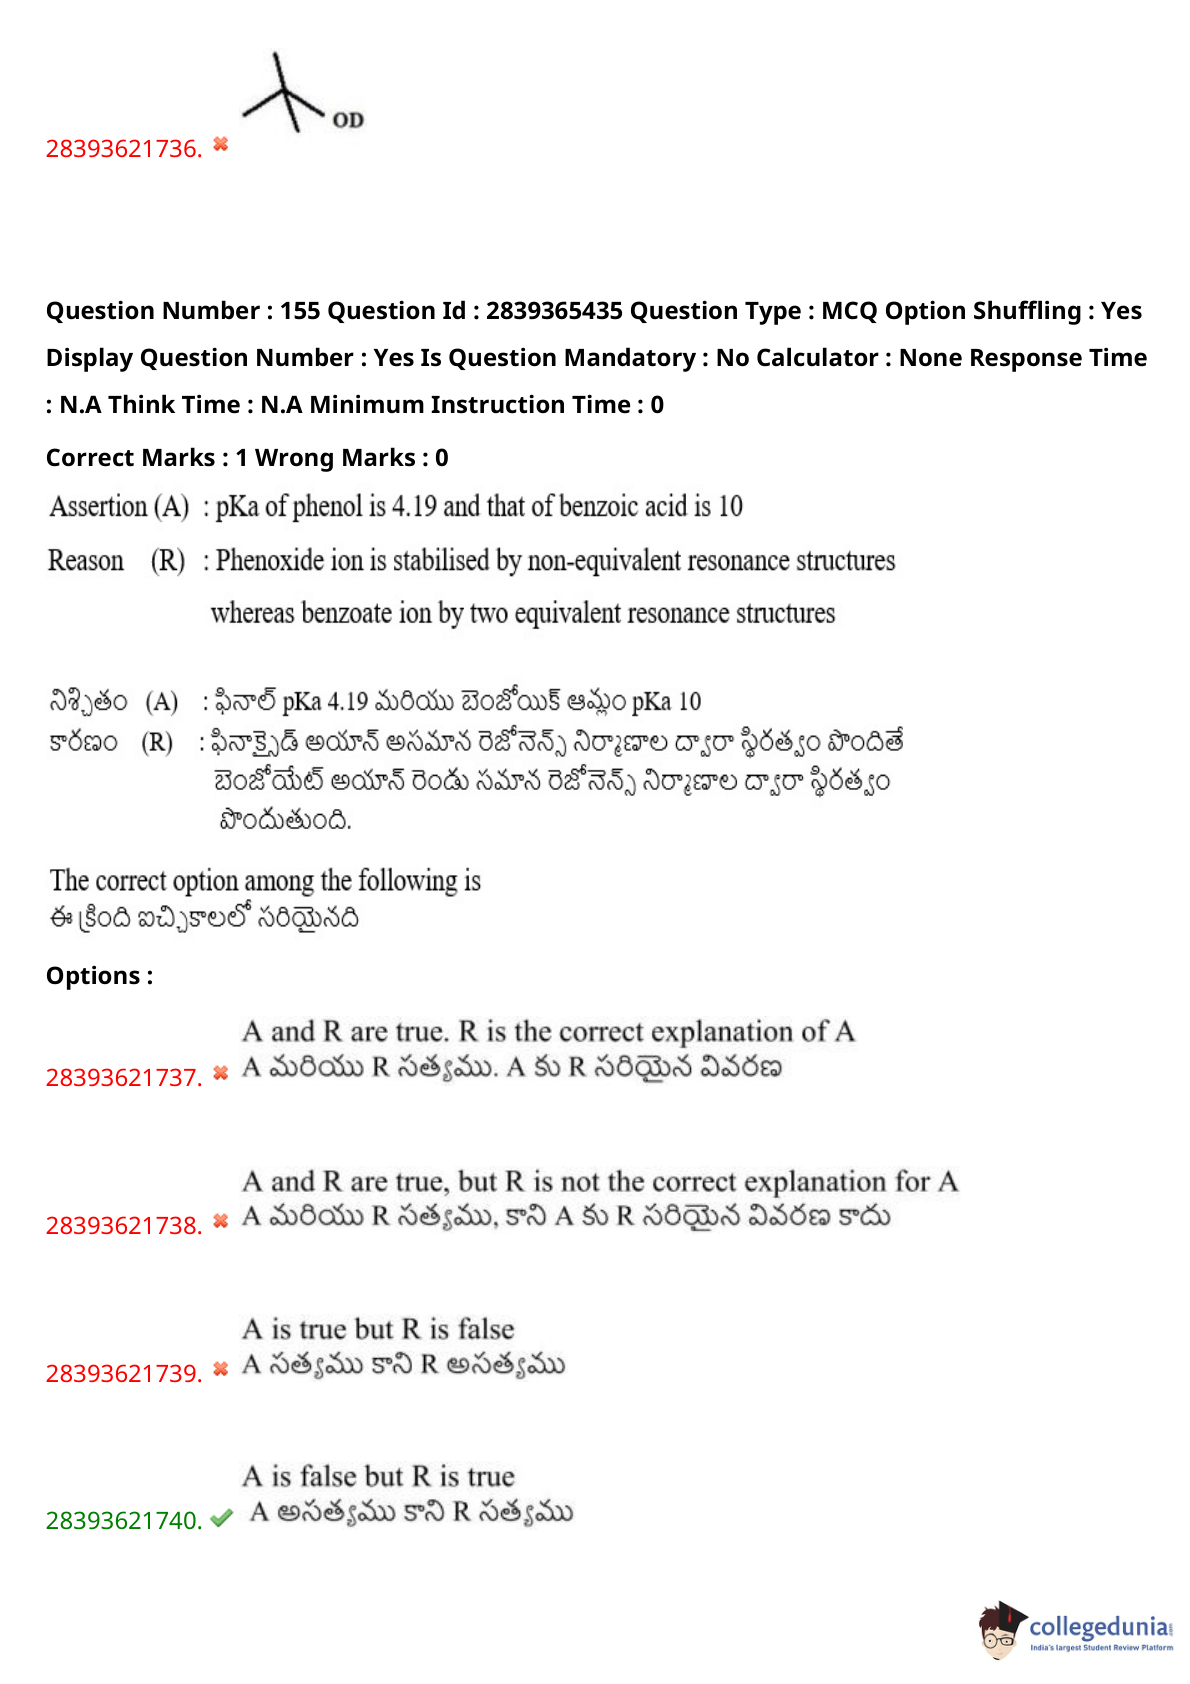 OD
28393621736.
Question Number : 155 Question Id : 2839365435 Question Type : MCQ Option Shuffling : Yes
Display Question Number : Yes Is Question Mandatory : No Calculator : None Response Time
: N.A Think Time : N.A Minimum Instruction Time : 0
Correct Marks : 1 Wrong Marks : 0
Assertion (A) : pKa of phenol is 4.19 and that of benzoic acid is 10
Reason (R) : Phenoxide ion is stabilised by non-equivalent resonance structures
whereas benzoate ion by two equivalent resonance structures
నిశ్చితం (A) : ఫినాల్ pKa 4.19 మరియు బెంజోయిక్ ఆమ్లం pKa 10
కారణం (R) : ఫినాక్సైడ్ అయాన్ అసమాన రెజోనెన్స్ నిర్మాణాల ద్వారా స్థిరత్వం పొందితే
బెంజోయేట్ అయాన్ రెండు సమాన రెజోనెన్స్ నిర్మాణాల ద్వారా స్థిరత్వం
పొందుతుంది.
The correct option among the following is
ఈ క్రింది ఐచ్ఛికాలలో సరియైనది
Options :
A and R are true. R is the correct explanation of A
28393621737. A మరియు R సత్యము. A కు R సరియైన వివరణ
A and R are true, but R is not the correct explanation for A
28393621738. A మరియు R సత్యము, కాని A కు R సరియైన వివరణ కాదు
A is true but R is false
28393621739. A సత్యము కాని R అసత్యము
A is false but R is true
28393621740. A అసత్యము కాని R సత్యము
collegedunia.com
India's largest Student Review Platform